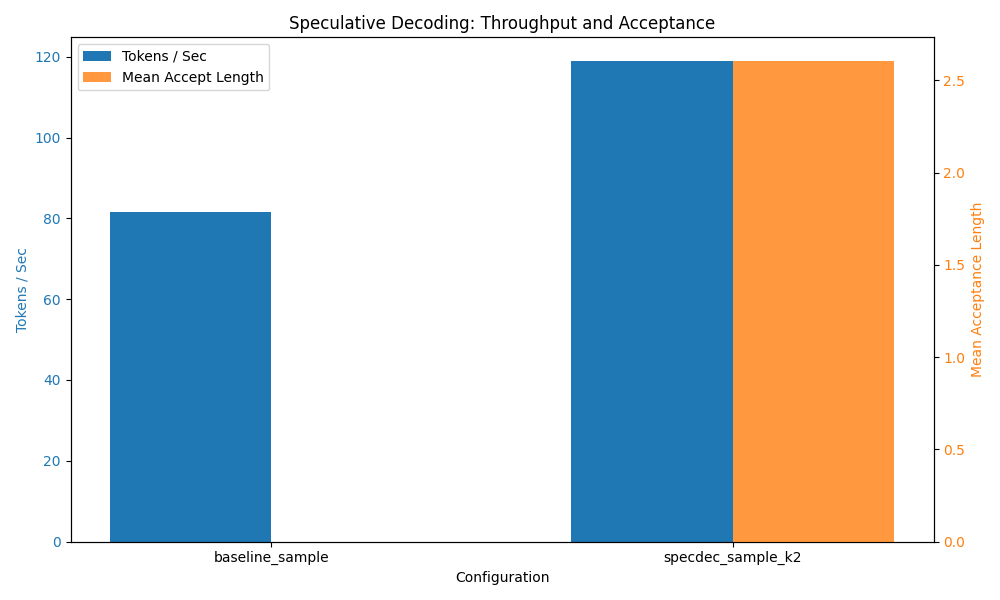 Speculative Decoding: Throughput and Acceptance
Tokens / Sec
Mean Accept Length
120
100
80
60
40
20
0
Tokens / Sec
2.5
2.0
1.5
1.0
0.5
0.0
Mean Acceptance Length
baseline_sample
specdec_sample_k2
Configuration